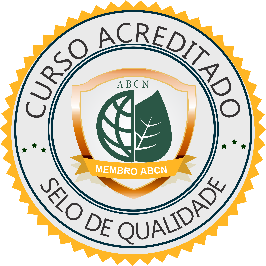 CURSO ACREDITADO
ABCN
MEMBRO ABCN
SELO DE QUALIDADE